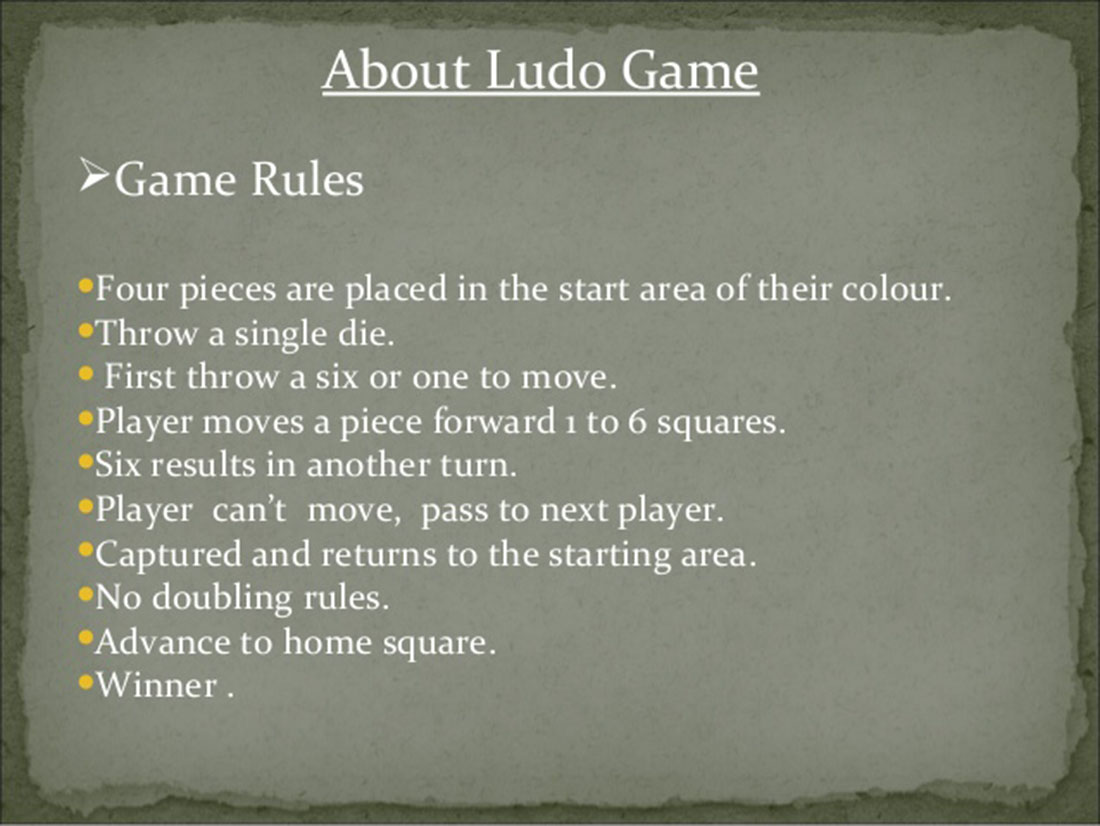 About Ludo Game
➢Game Rules
•Four pieces are placed in the start area of their colour.
•Throw a single die.
• First throw a six or one to move.
•Player moves a piece forward 1 to 6 squares.
•Six results in another turn.
•Player can’t move, pass to next player.
•Captured and returns to the starting area.
•No doubling rules.
•Advance to home square.
•Winner .